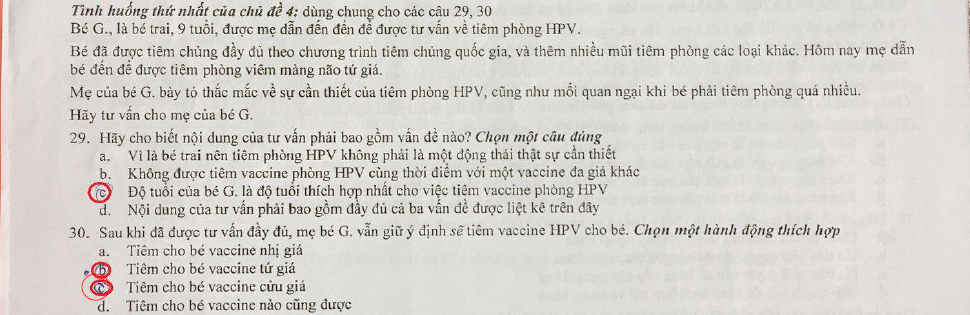 Tình huống thứ nhất của chủ đề 4: dùng chung cho các câu 29, 30
Bé G., là bé trai, 9 tuổi, được mẹ dẫn đến đến để được tư vấn về tiêm phòng HPV.
Bé đã được tiêm chủng đầy đủ theo chương trình tiêm chủng quốc gia, và thêm nhiều mũi tiêm phòng các loại khác. Hôm nay mẹ dẫn
bé đến để được tiêm phòng viêm màng não tứ giá.
Mẹ của bé G. bày tỏ thắc mắc về sự cần thiết của tiêm phòng HPV, cũng như mối quan ngại khi bé phải tiêm phòng quá nhiều.
Hãy tư vấn cho mẹ của bé G.
29. Hãy cho biết nội dung của tư vấn phải bao gồm vấn đề nào? Chọn một câu đúng
a. Vì là bé trai nên tiêm phòng HPV không phải là một động thái thật sự cần thiết
b. Không được tiêm vaccine phòng HPV cùng thời điểm với một vaccine đa giá khác
c. Độ tuổi của bé G. là độ tuổi thích hợp nhất cho việc tiêm vaccine phòng HPV
d. Nội dung của tư vấn phải bao gồm đầy đủ cả ba vấn đề được liệt kê trên đây
30. Sau khi đã được tư vấn đầy đủ, mẹ bé G. vẫn giữ ý định sẽ tiêm vaccine HPV cho bé. Chọn một hành động thích hợp
a. Tiêm cho bé vaccine nhị giá
b. Tiêm cho bé vaccine tứ giá
c. Tiêm cho bé vaccine cửu giá
d. Tiêm cho bé vaccine nào cũng được